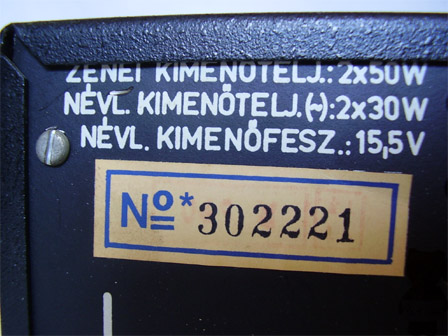 ZENEI KIMENŐTELJ.: 2x50W
NÉVL. KIMENŐTELJ.(~): 2x30W
NÉVL. KIMENŐFESZ.: 15,5V
No* 302221